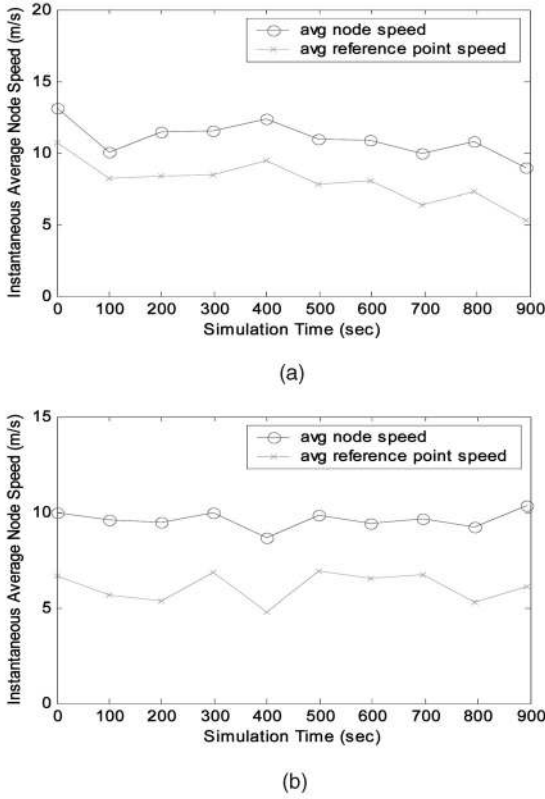 20
15
10
5
0
Instantaneous Average Node Speed (m/s)
avg node speed
avg reference point speed
0 100 200 300 400 500 600 700 800 900
Simulation Time (sec)
(a)
15
10
5
0
Instantaneous Average Node Speed (m/s)
avg node speed
avg reference point speed
0 100 200 300 400 500 600 700 800 900
Simulation Time (sec)
(b)